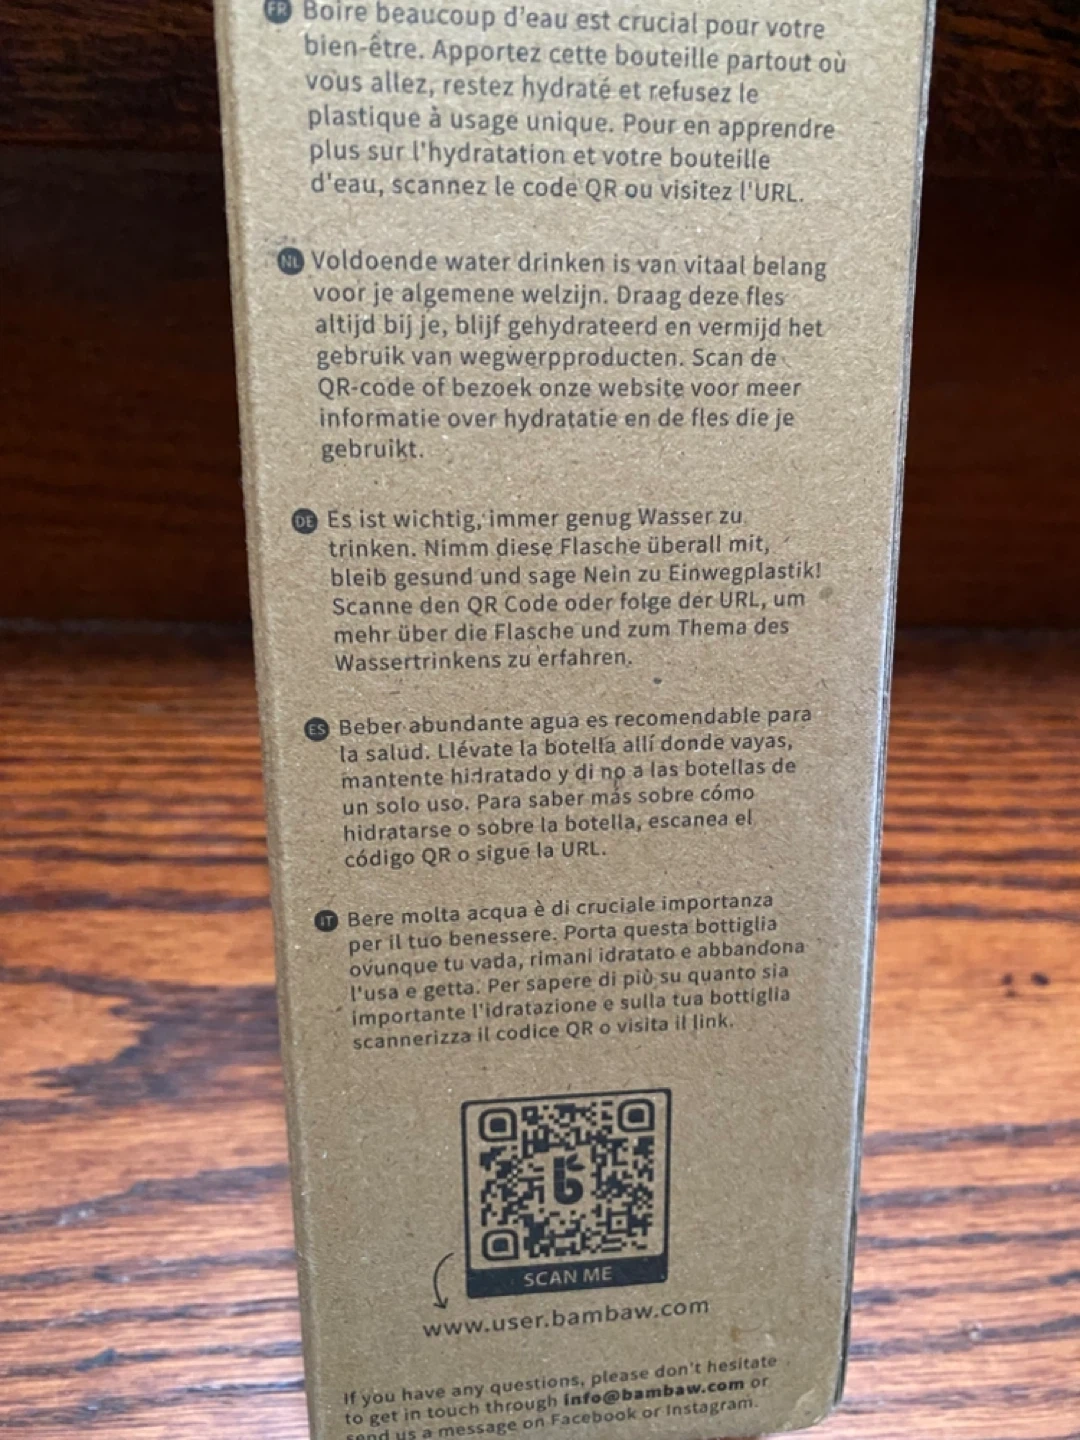 FR Boire beaucoup d'eau est crucial pour votre
bien-être. Apportez cette bouteille partout où
vous allez, restez hydraté et refusez le
plastique à usage unique. Pour en apprendre
plus sur l'hydratation et votre bouteille
d'eau, scannez le code QR ou visitez l'URL.
NL Voldoende water drinken is van vitaal belang
voor je algemene welzijn. Draag deze fles
altijd bij je, blijf gehydrateerd en vermijd het
gebruik van wegwerpproducten. Scan de
QR-code of bezoek onze website voor meer
informatie over hydratatie en de fles die je
gebruikt.
DE Es ist wichtig, immer genug Wasser zu
trinken. Nimm diese Flasche überall mit,
bleib gesund und sage Nein zu Einwegplastik!
Scanne den QR Code oder folge der URL, um
mehr über die Flasche und zum Thema des
Wassertrinkens zu erfahren.
ES Beber abundante agua es recomendable para
la salud. Llévate la botella allí donde vayas,
mantente hidratado y di no a las botellas de
un solo uso. Para saber más sobre cómo
hidratarse o sobre la botella, escanea el
código QR o sigue la URL.
IT Bere molta acqua è di cruciale importanza
per il tuo benessere. Porta questa bottiglia
ovunque tu vada, rimani idratato e abbandona
l'usa e getta. Per sapere di più su quanto sia
importante l'idratazione e sulla tua bottiglia
scannerizza il codice QR o visita il link.
b
SCAN ME
www.user.bambaw.com
If you have any questions, please don't hesitate
to get in touch through info@bambaw.com or
send us a message on Facebook or Instagram.